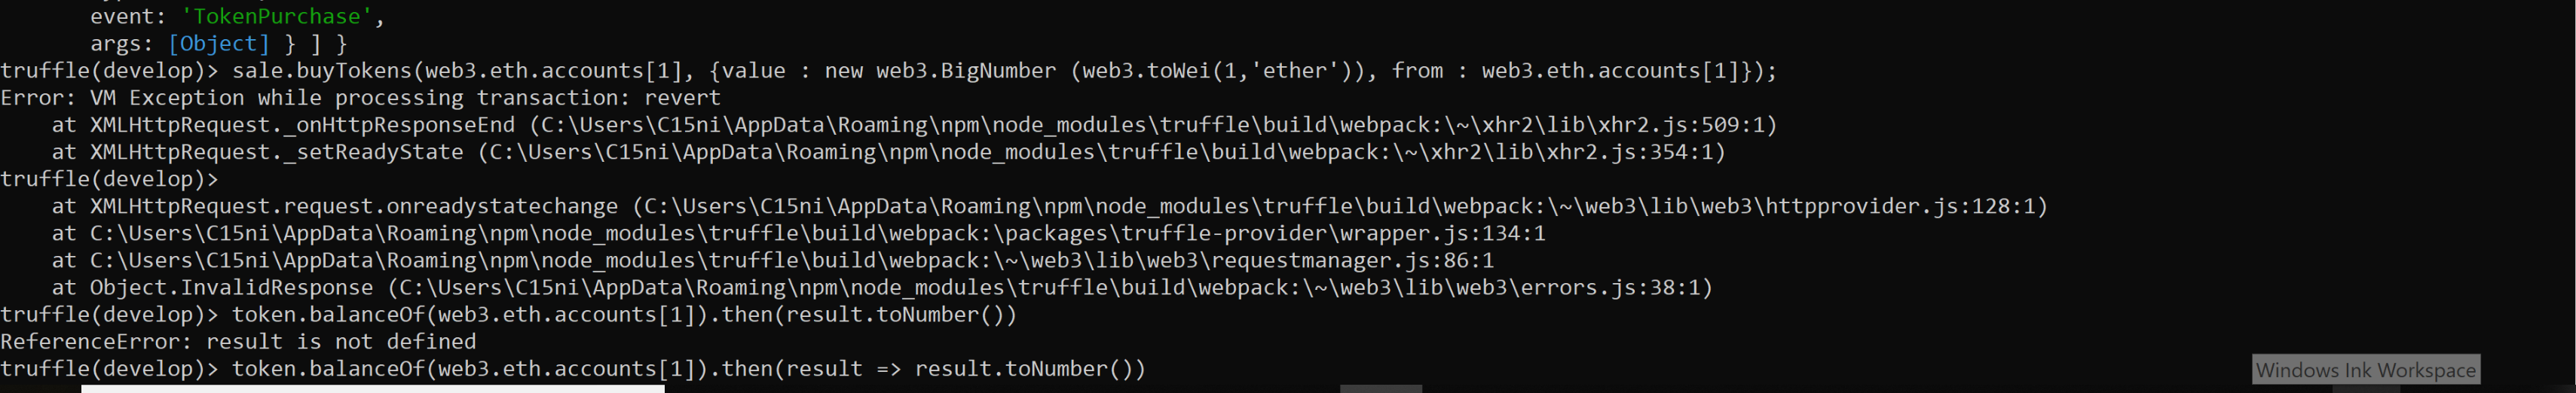 event: 'TokenPurchase',
args: [Object] } ] }
truffle(develop)> sale.buyTokens(web3.eth.accounts[1], {value : new web3.BigNumber (web3.toWei(1,'ether')), from : web3.eth.accounts[1]});
Error: VM Exception while processing transaction: revert
at XMLHttpRequest._onHttpResponseEnd (C:\Users\C15ni\AppData\Roaming\npm\node_modules\truffle\build\webpack:\~\xhr2\lib\xhr2.js:509:1)
at XMLHttpRequest._setReadyState (C:\Users\C15ni\AppData\Roaming\npm\node_modules\truffle\build\webpack:\~\xhr2\lib\xhr2.js:354:1)
truffle(develop)>
at XMLHttpRequest.request.onreadystatechange (C:\Users\C15ni\AppData\Roaming\npm\node_modules\truffle\build\webpack:\~\web3\lib\web3\httpprovider.js:128:1)
at C:\Users\C15ni\AppData\Roaming\npm\node_modules\truffle\build\webpack:\packages\truffle-provider\wrapper.js:134:1
at C:\Users\C15ni\AppData\Roaming\npm\node_modules\truffle\build\webpack:\~\web3\lib\web3\requestmanager.js:86:1
at Object.InvalidResponse (C:\Users\C15ni\AppData\Roaming\npm\node_modules\truffle\build\webpack:\~\web3\lib\web3\errors.js:38:1)
truffle(develop)> token.balanceOf(web3.eth.accounts[1]).then(result.toNumber())
ReferenceError: result is not defined
truffle(develop)> token.balanceOf(web3.eth.accounts[1]).then(result => result.toNumber())
Windows Ink Workspace